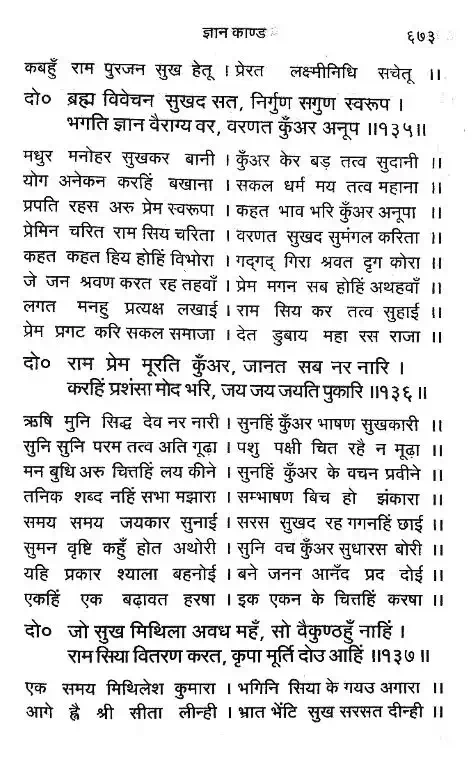 ज्ञान काण्ड ६७३
कबहुँ राम पुरजन सुख हेतू । प्रेरत लक्ष्मीनिधि सचेतू ।।
दो० ब्रह्म विवेचन सुखद सत, निर्गुण सगुण स्वरूप ।
भगति ज्ञान वैराग्य वर, वरणत कुँअर अनूप ।।१३५।।
मधुर मनोहर सुखकर बानी । कुँअर केर बड़ तत्व सुदानी ।।
योग अनेकन करहिं बखाना । सकल धर्म मय तत्व महाना ।।
प्रपति रहस अरु प्रेम स्वरूपा । कहत भाव भरि कुँअर अनूपा ।।
प्रेमिन चरित राम सिय चरिता । वरणत सुखद सुमंगल करिता ।।
कहत कहत हिय होहिं विभोरा । गद्गद् गिरा श्रवत दृग कोरा ।।
जे जन श्रवण करत रह तहवाँ । प्रेम मगन सब होहिं अथहवाँ ।।
लगत मनहु प्रत्यक्ष लखाई । राम सिय कर तत्व सुहाई ।।
प्रेम प्रगट करि सकल समाजा । देत डुबाय महा रस राजा ।।
दो० राम प्रेम मूरति कुँअर, जानत सब नर नारि ।
करहिं प्रशंसा मोद भरि, जय जय जयति पुकारि ।।१३६।।
ऋषि मुनि सिद्ध देव नर नारी । सुनहिं कुँअर भाषण सुखकारी ।।
सुनि सुनि परम तत्व अति गूढ़ा । पशु पक्षी चित रहै न मूढ़ा ।।
मन बुधि अरु चित्तहिं लय कीने । सुनहिं कुँअर के वचन प्रवीने ।।
तनिक शब्द नहिं सभा मझारा । सम्भाषण बिच हो झंकारा ।।
समय समय जयकार सुनाई । सरस सुखद रह गगनहिं छाई ।।
सुमन वृष्टि कहुँ होत अथोरी । सुनि वच कुँअर सुधारस बोरी ।।
यहि प्रकार श्याला बहनोई । बने जनन आनँद प्रद दोई ।।
एकहिं एक बढ़ावत हरषा । इक एकन के चित्तहिं करषा ।।
दो० जो सुख मिथिला अवध महँ, सो वैकुण्ठहुँ नाहिं ।
राम सिया वितरण करत, कृपा मूर्ति दोउ आहिं ।।१३७।।
एक समय मिथिलेश कुमारा । भगिनि सिया के गयउ अगारा ।।
आगे ह्वै श्री सीता लीन्ही । भ्रात भेंटि सुख सरसत दीन्ही ।।